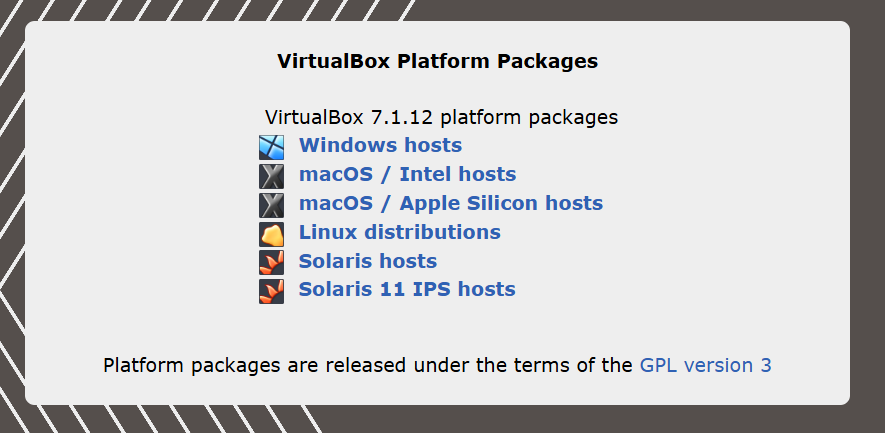 VirtualBox Platform Packages
VirtualBox 7.1.12 platform packages
Windows hosts
macOS / Intel hosts
macOS / Apple Silicon hosts
Linux distributions
Solaris hosts
Solaris 11 IPS hosts
Platform packages are released under the terms of the GPL version 3